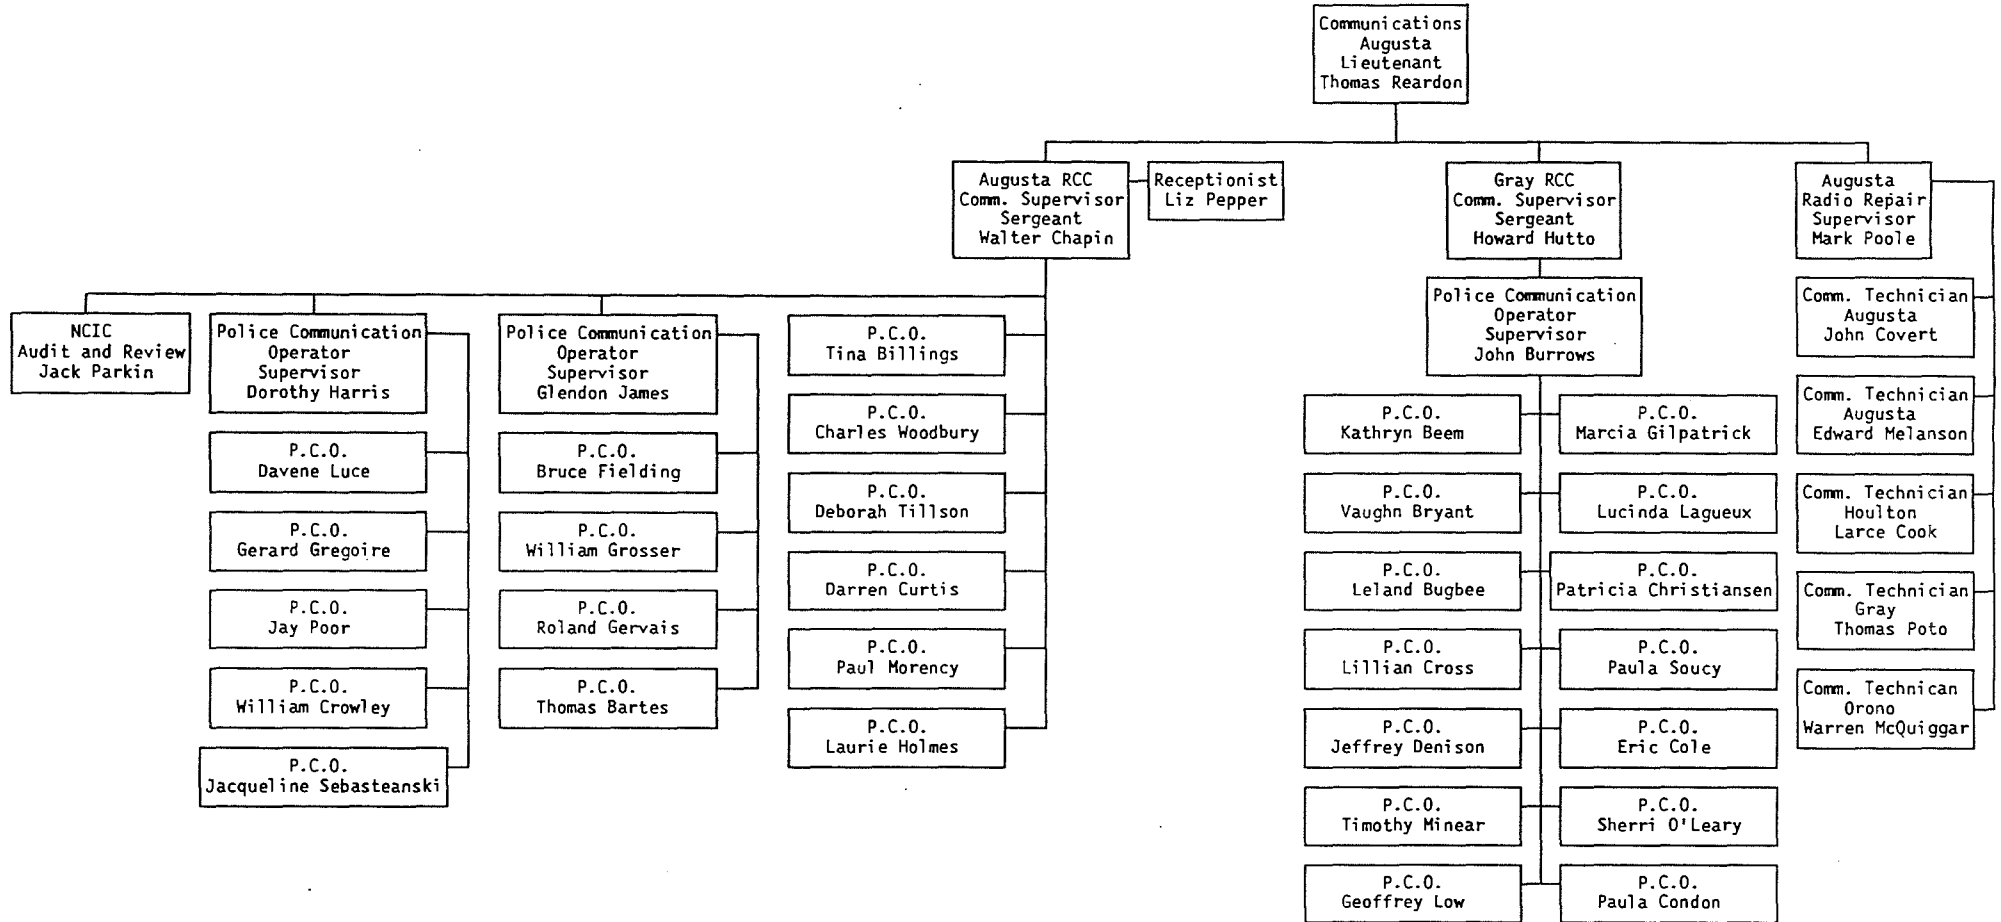 Communications
Augusta
Lieutenant
Thomas Reardon
Augusta RCC
Comm. Supervisor
Sergeant
Walter Chapin
Receptionist
Liz Pepper
Gray RCC
Comm. Supervisor
Sergeant
Howard Hutto
Augusta
Radio Repair
Supervisor
Mark Poole
NCIC
Audit and Review
Jack Parkin
Police Communication
Operator
Supervisor
Dorothy Harris
P.C.O.
Davene Luce
P.C.O.
Gerard Gregoire
P.C.O.
Jay Poor
P.C.O.
William Crowley
P.C.O.
Jacqueline Sebasteanski
Police Communication
Operator
Supervisor
Glendon James
P.C.O.
Bruce Fielding
P.C.O.
William Grosser
P.C.O.
Roland Gervais
P.C.O.
Thomas Bartes
P.C.O.
Tina Billings
P.C.O.
Charles Woodbury
P.C.O.
Deborah Tillson
P.C.O.
Darren Curtis
P.C.O.
Paul Morency
P.C.O.
Laurie Holmes
Police Communication
Operator
Supervisor
John Burrows
P.C.O.
Kathryn Beem
P.C.O.
Marcia Gilpatrick
P.C.O.
Vaughn Bryant
P.C.O.
Lucinda Lagueux
P.C.O.
Leland Bugbee
P.C.O.
Patricia Christiansen
P.C.O.
Lillian Cross
P.C.O.
Paula Soucy
P.C.O.
Jeffrey Denison
P.C.O.
Eric Cole
P.C.O.
Timothy Minear
P.C.O.
Sherri O'Leary
P.C.O.
Geoffrey Low
P.C.O.
Paula Condon
Comm. Technician
Augusta
John Covert
Comm. Technician
Augusta
Edward Melanson
Comm. Technician
Houlton
Larce Cook
Comm. Technician
Gray
Thomas Poto
Comm. Technican
Orono
Warren McQuiggar